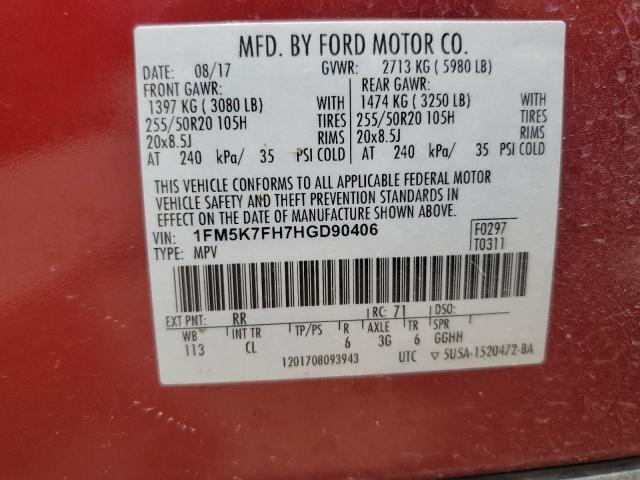 MFD. BY FORD MOTOR CO.
DATE: 08/17 GVWR: 2713 KG ( 5980 LB)
FRONT GAWR: REAR GAWR:
1397 KG ( 3080 LB) WITH 1474 KG ( 3250 LB) WITH
255/50R20 105H TIRES 255/50R20 105H TIRES
20x8.5J RIMS 20x8.5J RIMS
AT 240 kPa/ 35 PSI COLD AT 240 kPa/ 35 PSI COLD
THIS VEHICLE CONFORMS TO ALL APPLICABLE FEDERAL MOTOR
VEHICLE SAFETY AND THEFT PREVENTION STANDARDS IN
EFFECT ON THE DATE OF MANUFACTURE SHOWN ABOVE.
VIN: 1FM5K7FH7HGD90406 F0297
TYPE: MPV T0311
EXT PNT: RR RC: 71 DSO:
WB INT TR TP/PS R AXLE TR SPR
113 CL 6 3G 6 GGHH
1201708093943 UTC ▽ 5U5A-1520472-BA